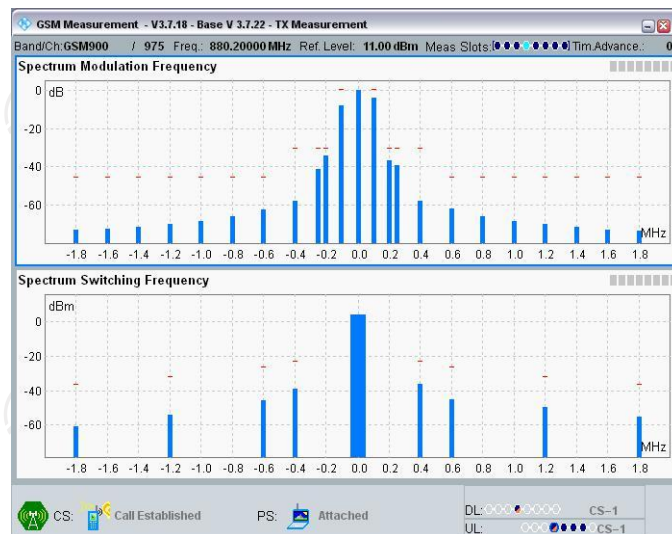 GSM Measurement - V3.7.18 - Base V 3.7.22 - TX Measurement
Band/Ch:GSM900 / 975 Freq.: 880.20000 MHz Ref. Level: 11.00 dBm Meas Slots: Tim.Advance.: 0
Spectrum Modulation Frequency
dB
0
-20
-40
-60
MHz
-1.8 -1.6 -1.4 -1.2 -1.0 -0.8 -0.6 -0.4 -0.2 0.0 0.2 0.4 0.6 0.8 1.0 1.2 1.4 1.6 1.8
Spectrum Switching Frequency
dBm
0
-20
-40
-60
MHz
-1.8 -1.6 -1.4 -1.2 -1.0 -0.8 -0.6 -0.4 -0.2 0.0 0.2 0.4 0.6 0.8 1.0 1.2 1.4 1.6 1.8
CS: Call Established PS: Attached
DL: CS-1
UL: CS-1